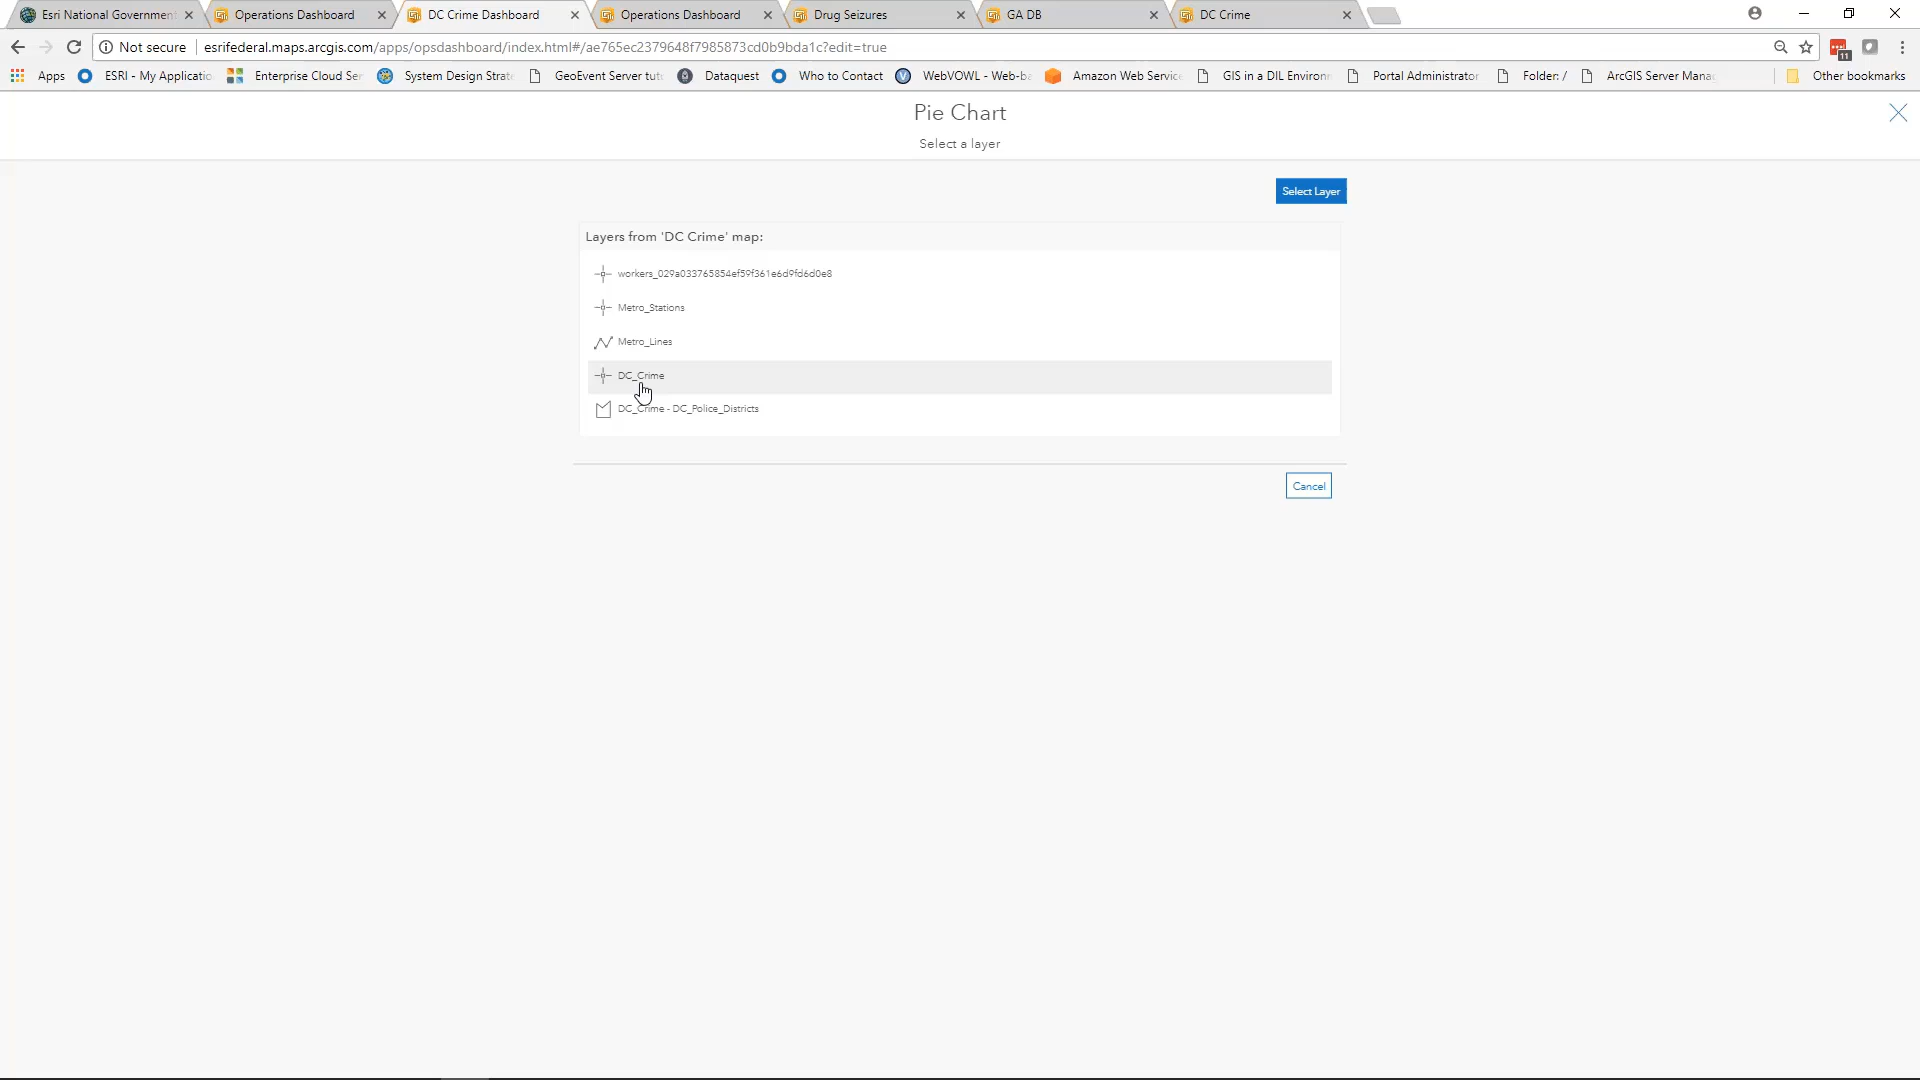 Esri National Government
Operations Dashboard
DC Crime Dashboard
Operations Dashboard
Drug Seizures
GA DB
DC Crime
Not secure
esrifederal.maps.arcgis.com/apps/opsdashboard/index.html#/ae765ec2379648f7985873cd0b9bda1c?edit=true
11
Apps
ESRI - My Applicatio
Enterprise Cloud Ser
System Design Strat
GeoEvent Server tut
Dataquest
Who to Contact
WebVOWL - Web-ba
Amazon Web Service
GIS in a DIL Environ
Portal Administrator
Folder: /
ArcGIS Server Mana
Other bookmarks
Pie Chart
Select a layer
Select Layer
Layers from 'DC Crime' map:
workers_029a033765854ef59f361e6d9fd6d0e8
Metro_Stations
Metro_Lines
DC_Crime
DC_Crime - DC_Police_Districts
Cancel